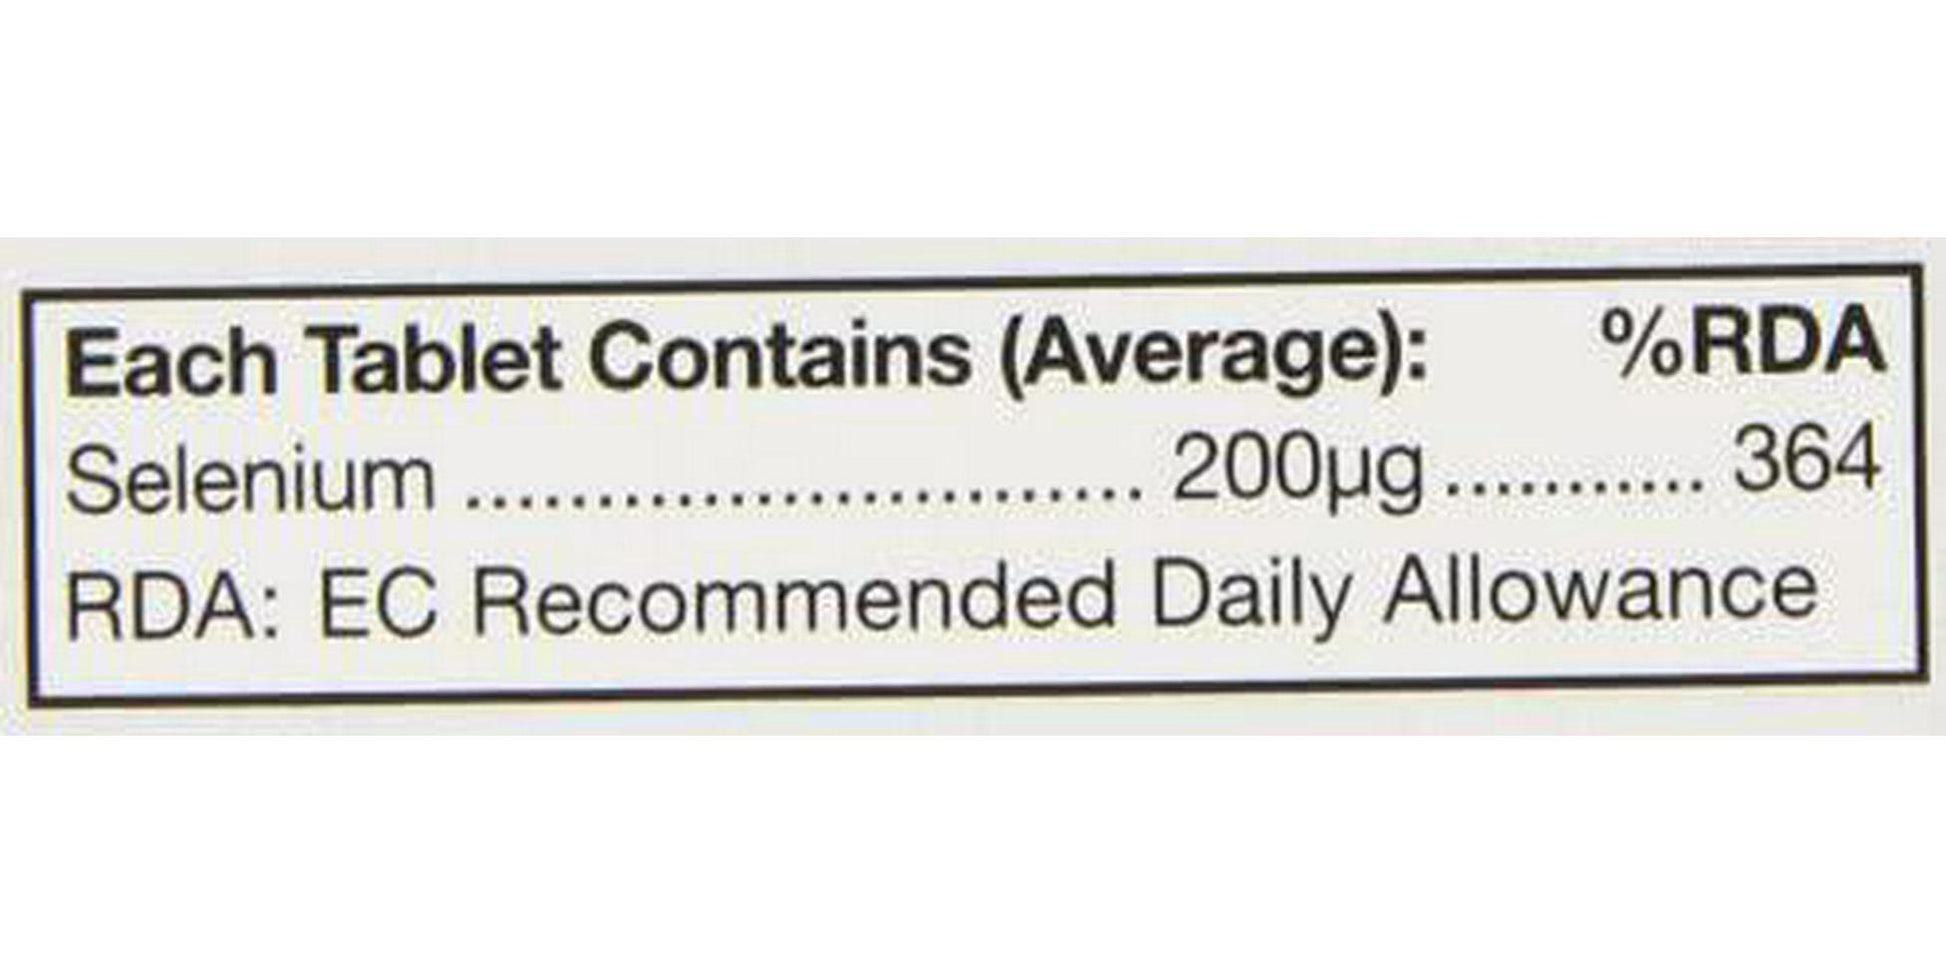 Each Tablet Contains (Average): %RDA
Selenium .......................... 200µg ........... 364
RDA: EC Recommended Daily Allowance